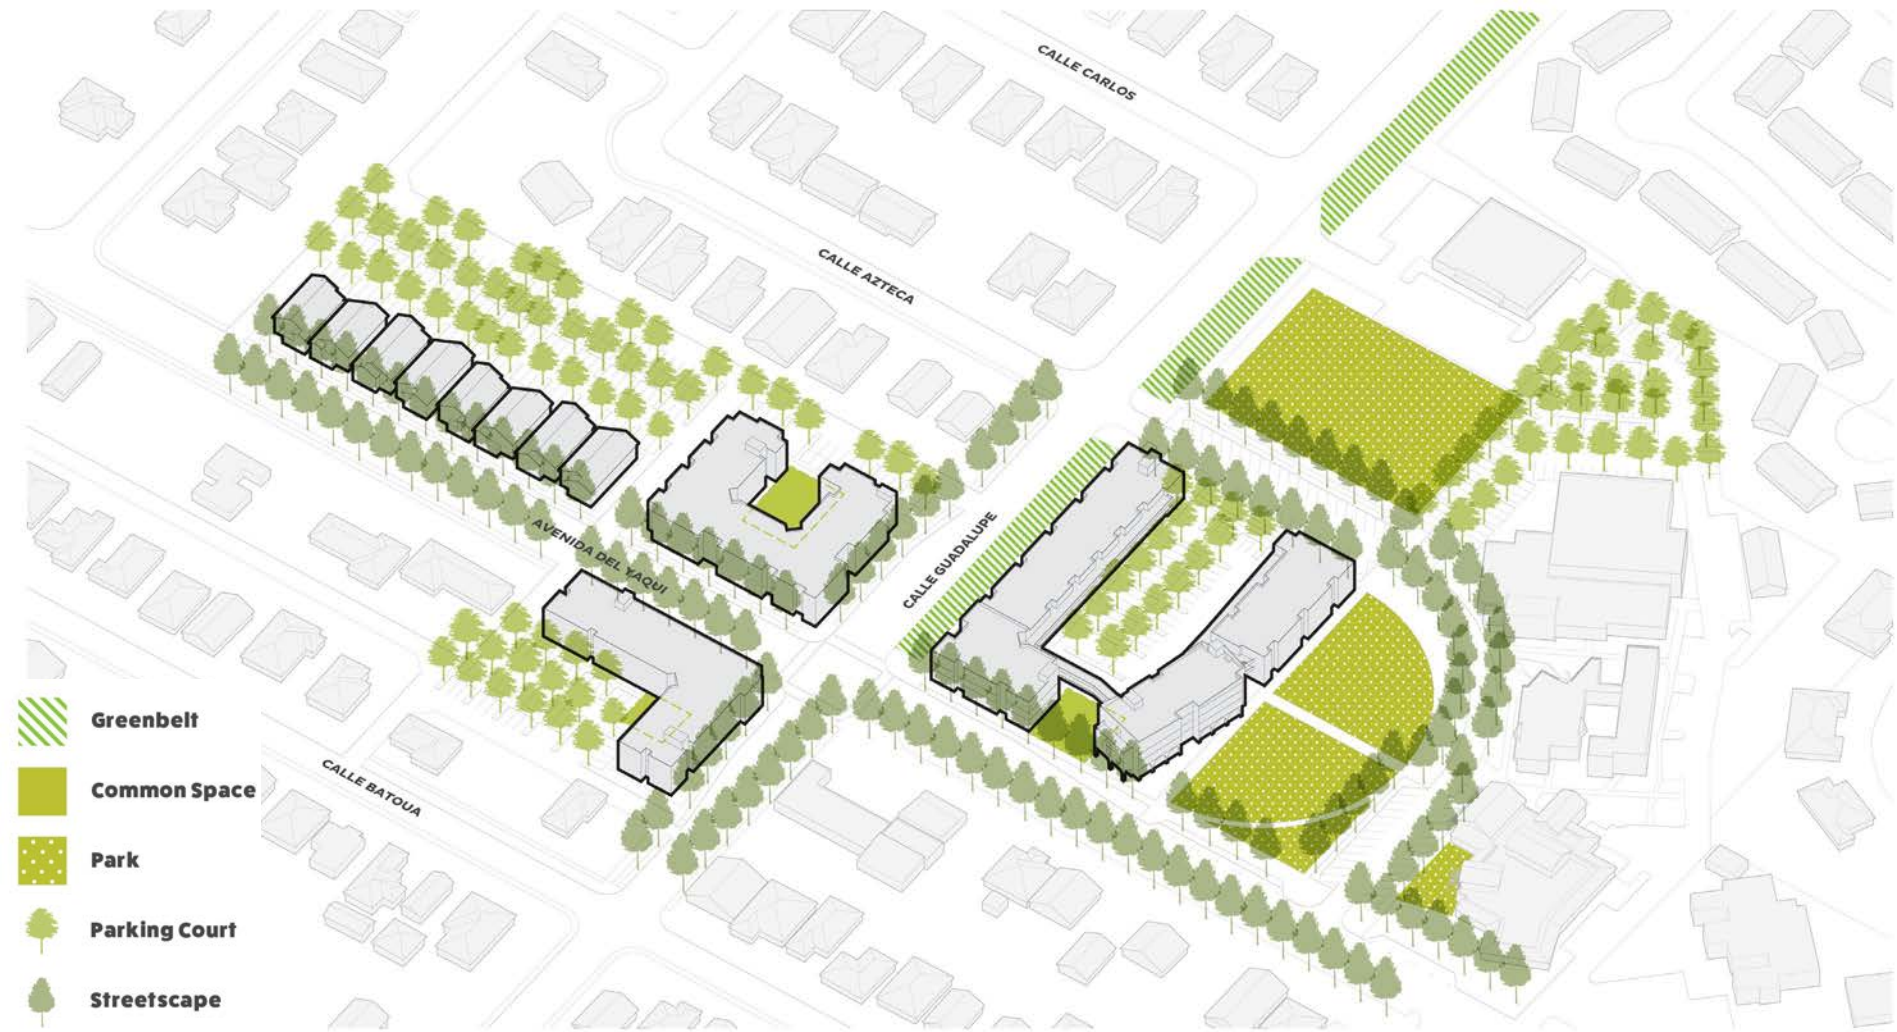 CALLE CARLOS
CALLE AZTECA
CALLE GUADALUPE
AVENIDA DEL YAQUI
CALLE BATOUA
Greenbelt
Common Space
Park
Parking Court
Streetscape